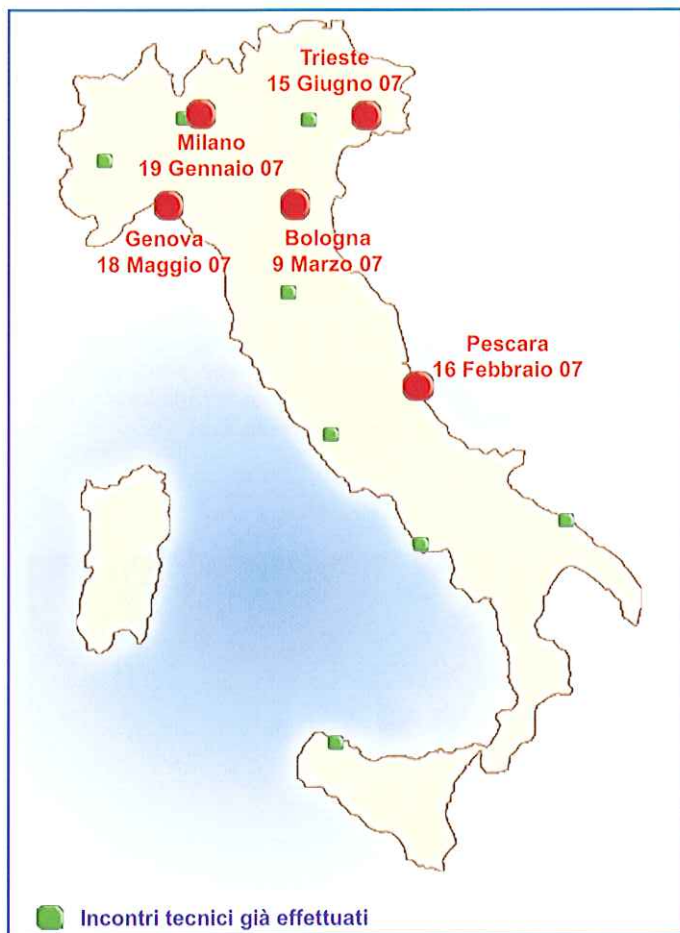 Trieste
15 Giugno 07
Milano
19 Gennaio 07
Genova
18 Maggio 07
Bologna
9 Marzo 07
Pescara
16 Febbraio 07
Incontri tecnici già effettuati